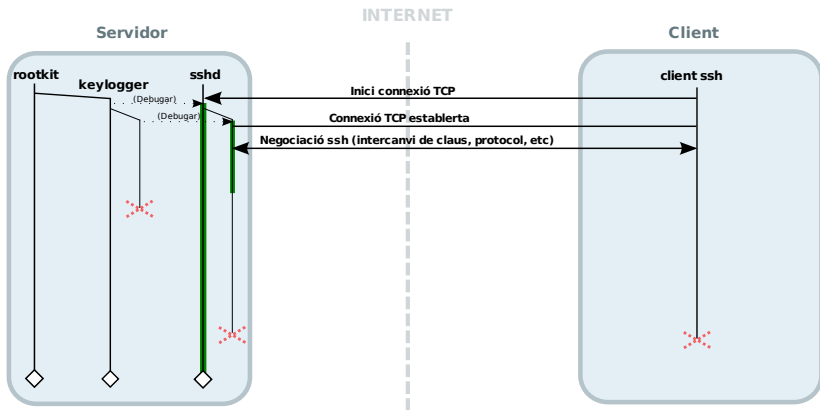 INTERNET
Servidor
Client
rootkit
keylogger
sshd
client ssh
Inici connexió TCP
(Debugar)
(Debugar)
Connexió TCP establerta
Negociació ssh (intercanvi de claus, protocol, etc)